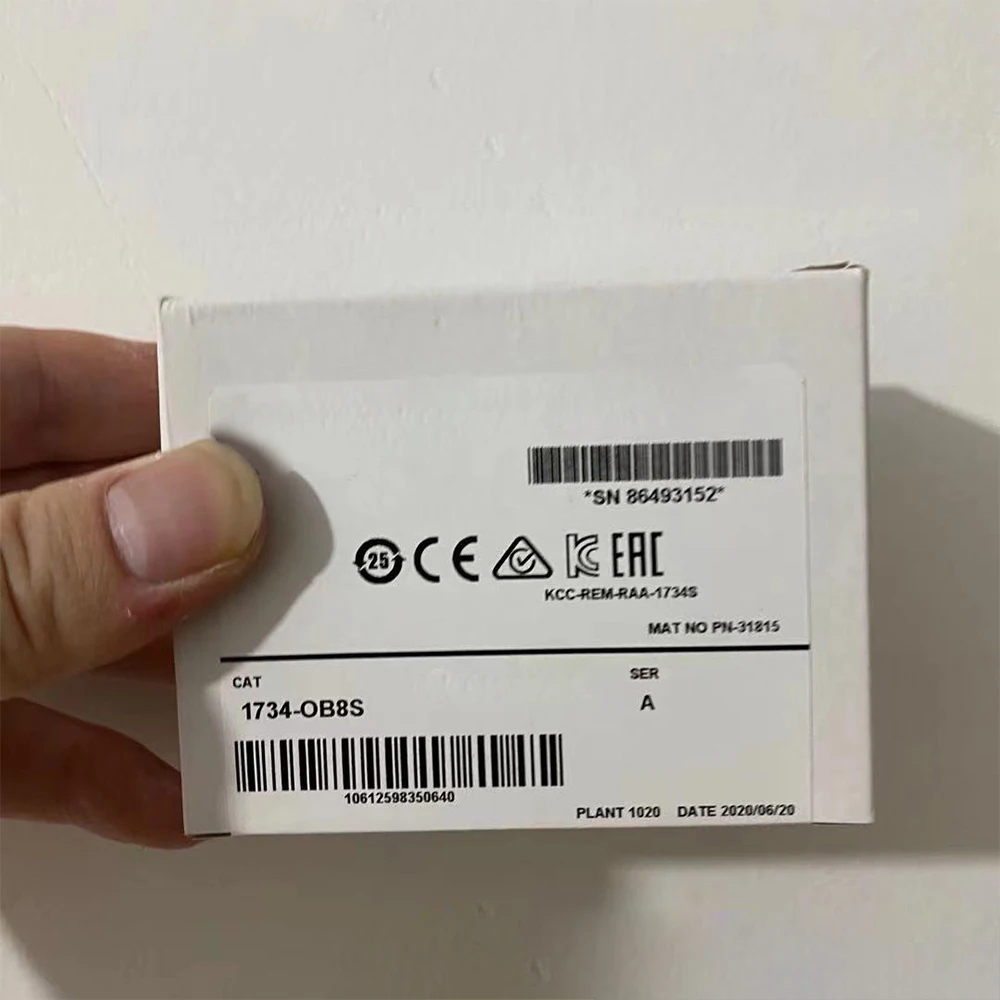 *SN 86493152*
25 CE KC EAC
KCC-REM-RAA-1734S
MAT NO PN-31815
CAT
SER
1734-OB8S
A
10612598350640
PLANT 1020 DATE 2020/06/20